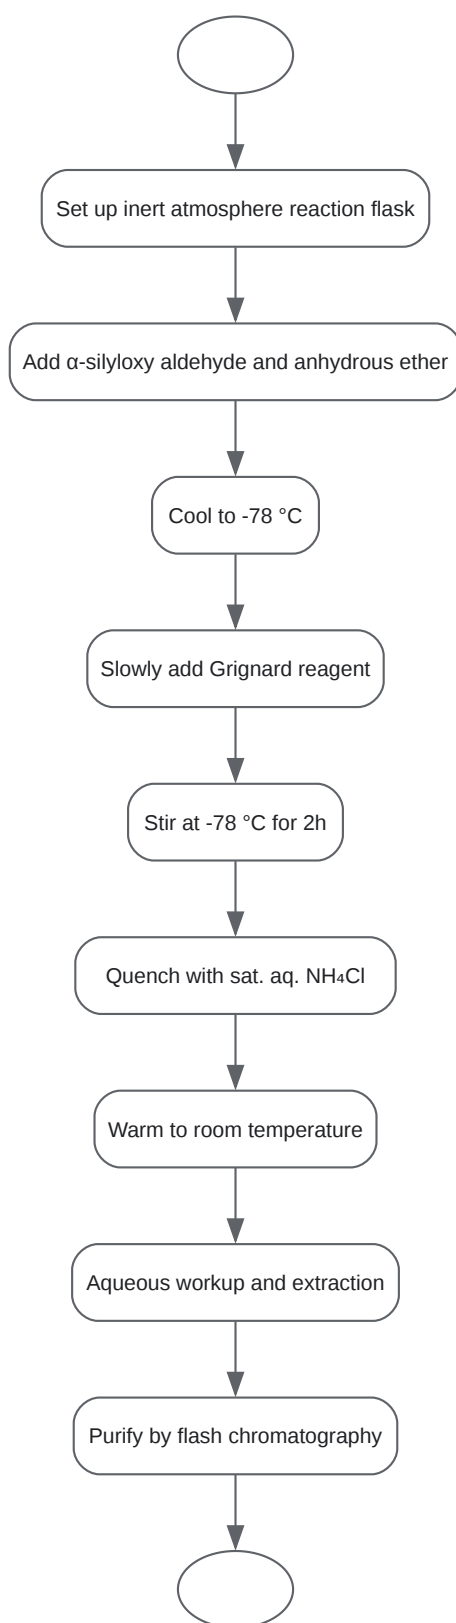 Set up inert atmosphere reaction flask
Add α-silyloxy aldehyde and anhydrous ether
Cool to -78 °C
Slowly add Grignard reagent
Stir at -78 °C for 2h
Quench with sat. aq. NH₄Cl
Warm to room temperature
Aqueous workup and extraction
Purify by flash chromatography